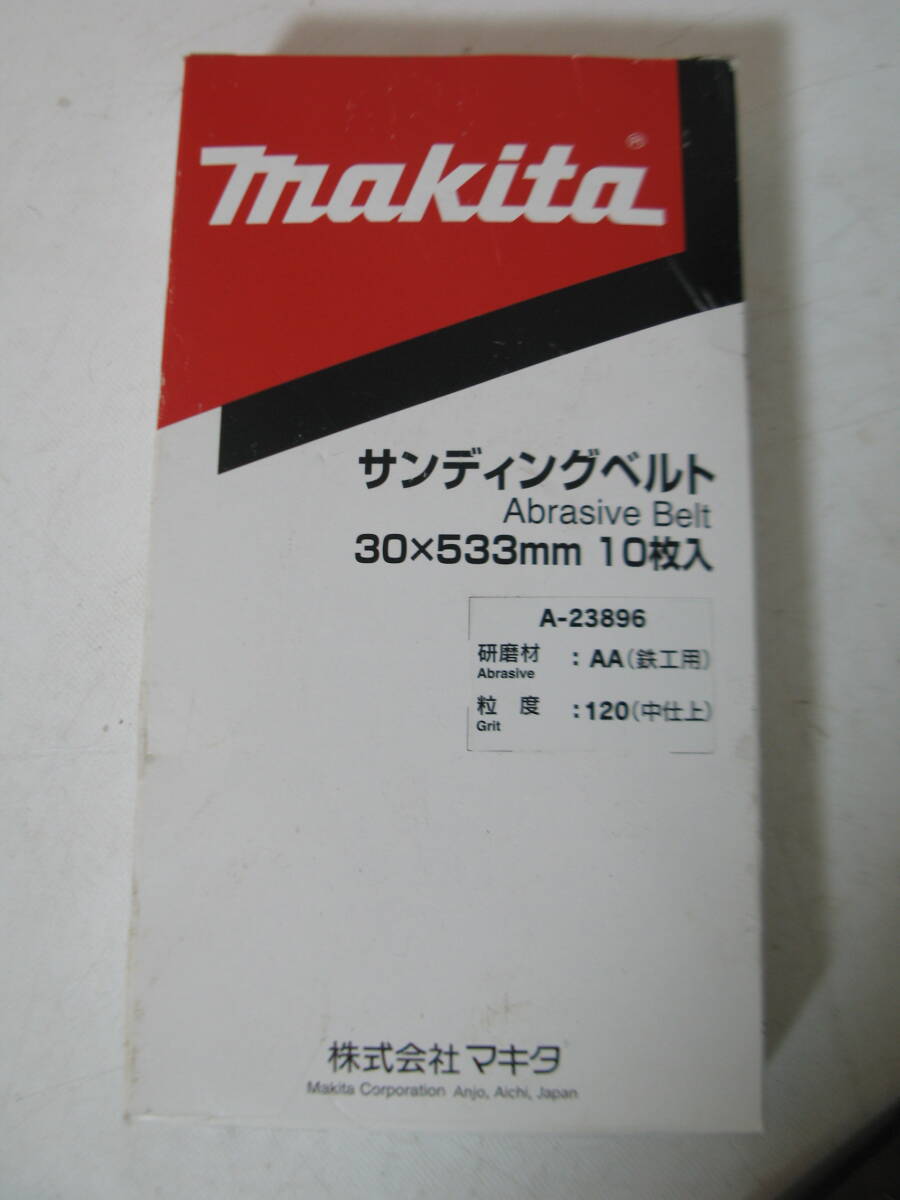 makita®
サンディングベルト
Abrasive Belt
30×533mm 10枚入
A-23896
研磨材 : AA(鉄工用)
Abrasive
粒 度 : 120(中仕上)
Grit
株式会社 マキタ
Makita Corporation Anjo, Aichi, Japan